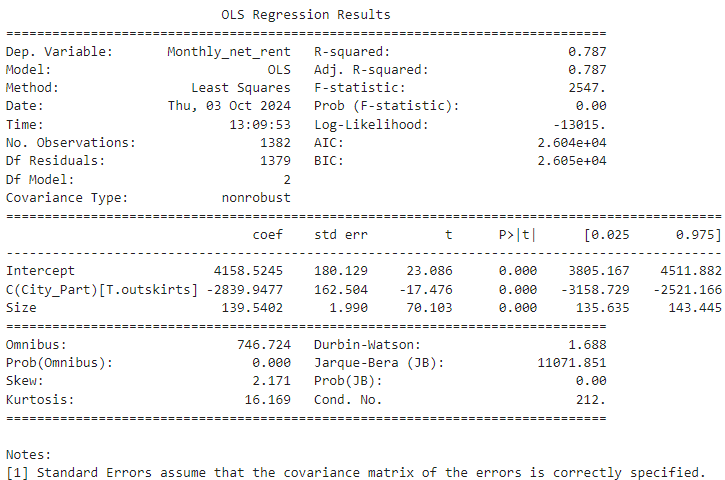 OLS Regression Results
==============================================================================
Dep. Variable: Monthly_net_rent R-squared: 0.787
Model: OLS Adj. R-squared: 0.787
Method: Least Squares F-statistic: 2547.
Date: Thu, 03 Oct 2024 Prob (F-statistic): 0.00
Time: 13:09:53 Log-Likelihood: -13015.
No. Observations: 1382 AIC: 2.604e+04
Df Residuals: 1379 BIC: 2.605e+04
Df Model: 2
Covariance Type: nonrobust
=============================================================================================
coef std err t P>|t| [0.025 0.975]
---------------------------------------------------------------------------------------------
Intercept 4158.5245 180.129 23.086 0.000 3805.167 4511.882
C(City_Part)[T.outskirts] -2839.9477 162.504 -17.476 0.000 -3158.729 -2521.166
Size 139.5402 1.990 70.103 0.000 135.635 143.445
==============================================================================
Omnibus: 746.724 Durbin-Watson: 1.688
Prob(Omnibus): 0.000 Jarque-Bera (JB): 11071.851
Skew: 2.171 Prob(JB): 0.00
Kurtosis: 16.169 Cond. No. 212.
==============================================================================
Notes:
[1] Standard Errors assume that the covariance matrix of the errors is correctly specified.